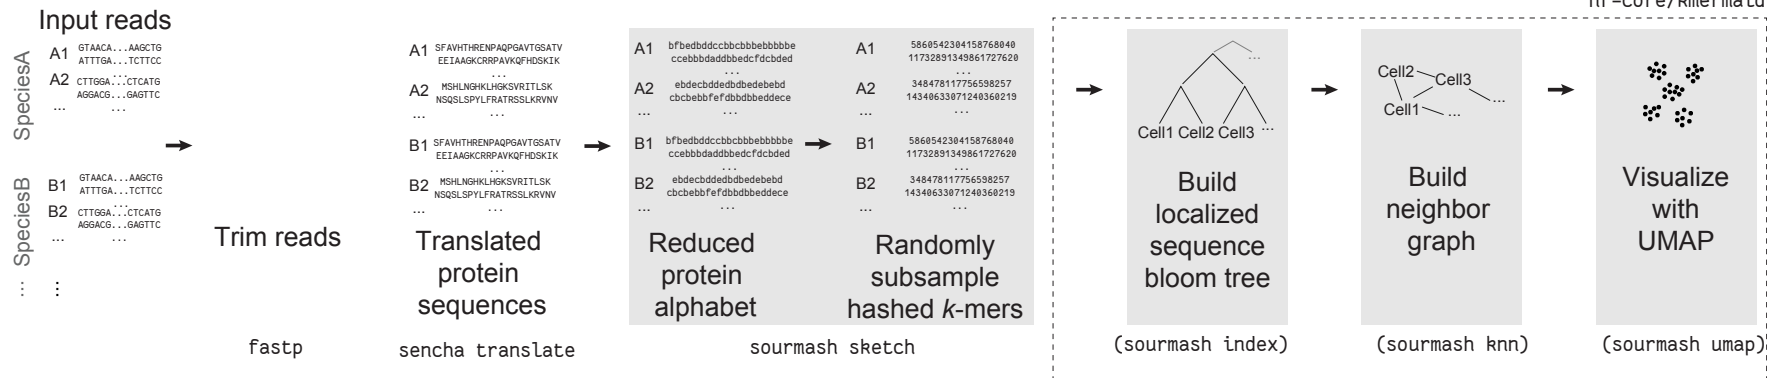 Input reads
SpeciesA
A1 GTAACA...AAGCTG
ATTTGA...TCTTCC
...
A2 CTTGGA...CTCATG
AGGACG...GAGTTC
... ...
SpeciesB
B1 GTAACA...AAGCTG
ATTTGA...TCTTCC
...
B2 CTTGGA...CTCATG
AGGACG...GAGTTC
... ...
... ...
Trim reads
fastp
A1 SFAVHTHRENPAQPGAVTGSATV
EEIAAGKCRRPAVKQFHDSKIK
...
A2 MSHLNGHKLHGKSVRITLSK
NSQSLSPYLFRATRSSLKRVNV
... ...
B1 SFAVHTHRENPAQPGAVTGSATV
EEIAAGKCRRPAVKQFHDSKIK
...
B2 MSHLNGHKLHGKSVRITLSK
NSQSLSPYLFRATRSSLKRVNV
... ...
Translated
protein
sequences
sencha translate
A1 bfbedbddccbbcbbbebbbbbe
ccebbbdaddbbedcfdcbded
...
A2 ebdecbddedbdbedebebd
cbcbebbfefdbbdbbeddece
... ...
B1 bfbedbddccbbcbbbebbbbbe
ccebbbdaddbbedcfdcbded
...
B2 ebdecbddedbdbedebebd
cbcbebbfefdbbdbbeddece
... ...
Reduced
protein
alphabet
A1 5860542304158768040
11732891349861727620
...
A2 348478117756598257
14340633071240360219
... ...
B1 5860542304158768040
11732891349861727620
...
B2 348478117756598257
14340633071240360219
... ...
Randomly
subsample
hashed k-mers
sourmash sketch
...
Cell1 Cell2 Cell3 ...
Build
localized
sequence
bloom tree
(sourmash index)
Cell2 Cell3
Cell1 ... ...
Build
neighbor
graph
(sourmash knn)
Visualize
with
UMAP
(sourmash umap)